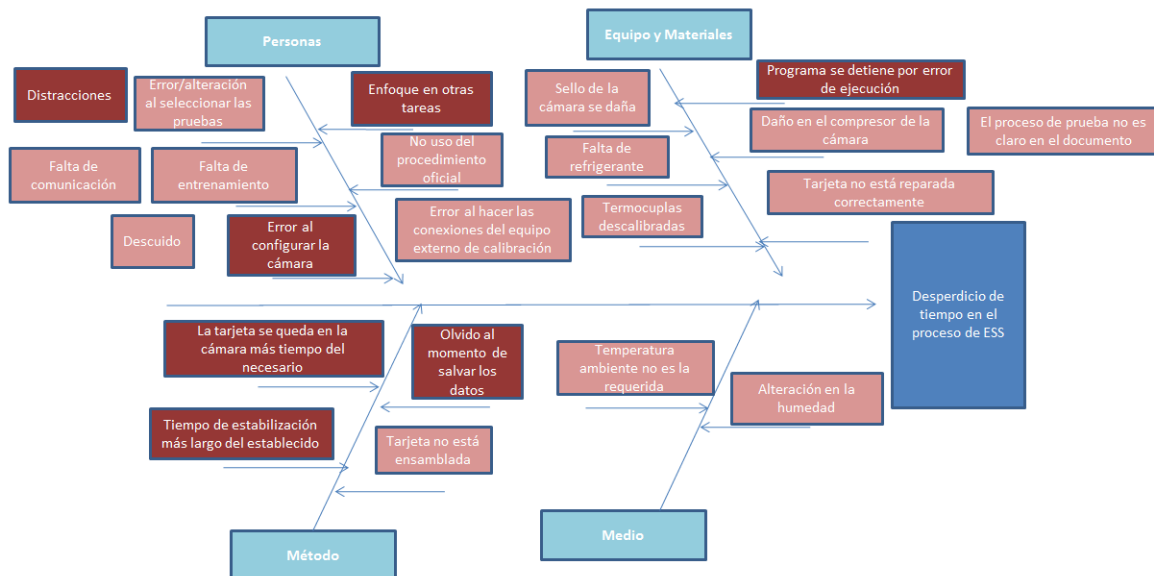 Personas
Equipo y Materiales
Distracciones
Error/alteración
al seleccionar las
pruebas
Enfoque en otras
tareas
Sello de la
cámara se daña
Programa se detiene por error
de ejecución
Falta de
comunicación
Falta de
entrenamiento
No uso del
procedimiento
oficial
Falta de
refrigerante
Daño en el compresor de la
cámara
El proceso de prueba no es
claro en el documento
Descuido
Error al
configurar la
cámara
Error al hacer las
conexiones del equipo
externo de calibración
Termocuplas
descalibradas
Tarjeta no está reparada
correctamente
Desperdicio de
tiempo en el
proceso de ESS
La tarjeta se queda en la
cámara más tiempo del
necesario
Olvido al
momento de
salvar los
datos
Temperatura
ambiente no es la
requerida
Alteración en la
humedad
Tiempo de estabilización
más largo del establecido
Tarjeta no está
ensamblada
Método
Medio